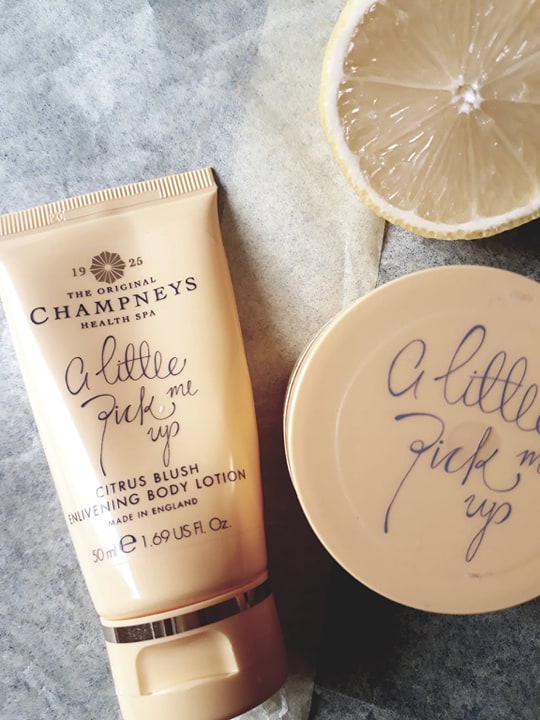 19 25
THE ORIGINAL
CHAMPNEYS
HEALTH SPA
a little
Pick me
up
CITRUS BLUSH
ENLIVENING BODY LOTION
MADE IN ENGLAND
50 ml e 1.69 US Fl. Oz.
a little
Pick me
up